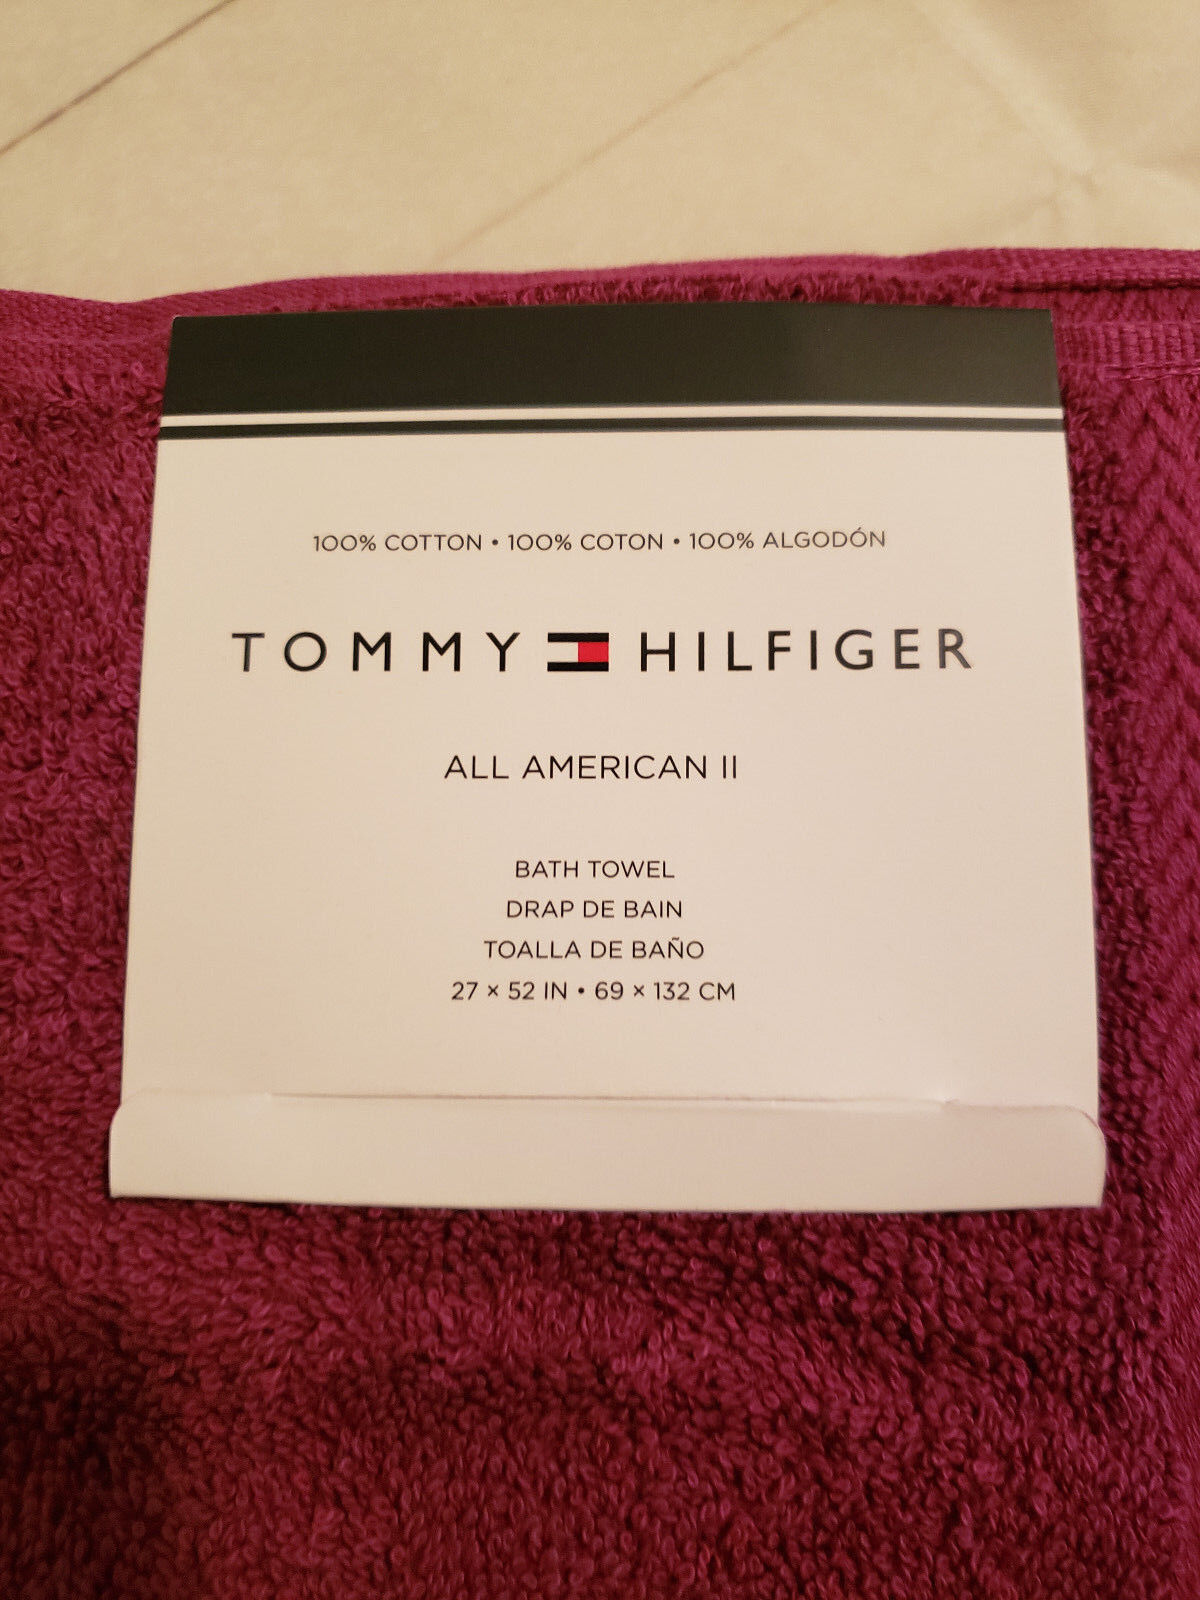 100% COTTON • 100% COTON • 100% ALGODÓN
TOMMY HILFIGER
ALL AMERICAN II
BATH TOWEL
DRAP DE BAIN
TOALLA DE BAÑO
27 × 52 IN • 69 × 132 CM